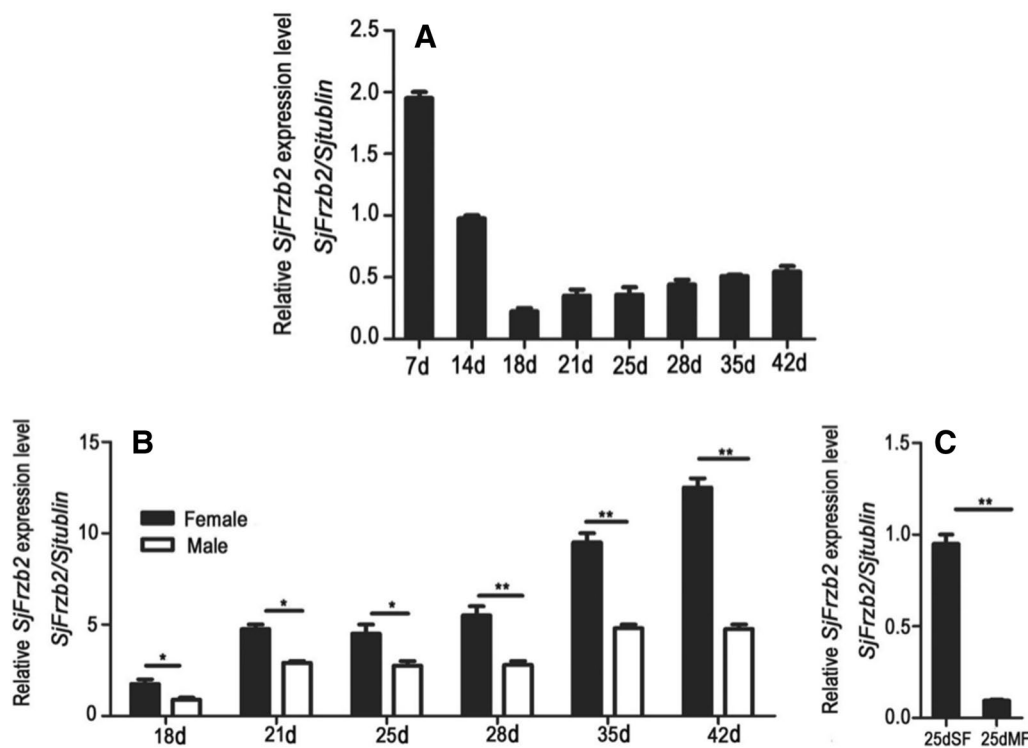 A
Relative SjFrzb2 expression level
SjFrzb2/Sjtublin
2.5
2.0
1.5
1.0
0.5
0.0
7d 14d 18d 21d 25d 28d 35d 42d
B
Relative SjFrzb2 expression level
SjFrzb2/Sjtublin
15
10
5
0
Female
Male
* * * ** ** **
18d 21d 25d 28d 35d 42d
C
Relative SjFrzb2 expression level
SjFrzb2/Sjtublin
1.5
1.0
0.5
0.0
**
25dSF 25dMF